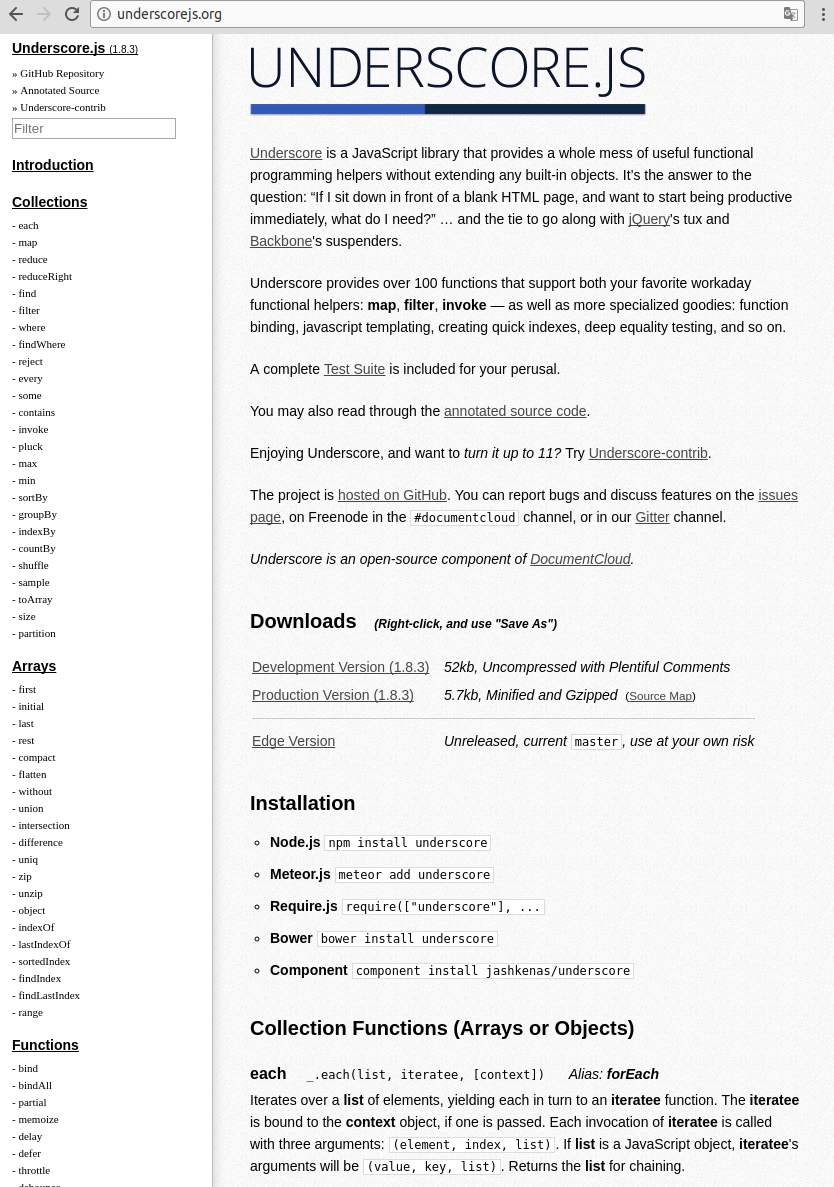 underscorejs.org
Underscore.js (1.8.3)
» GitHub Repository
» Annotated Source
» Underscore-contrib
Filter
Introduction
Collections
- each
- map
- reduce
- reduceRight
- find
- filter
- where
- findWhere
- reject
- every
- some
- contains
- invoke
- pluck
- max
- min
- sortBy
- groupBy
- indexBy
- countBy
- shuffle
- sample
- toArray
- size
- partition
Arrays
- first
- initial
- last
- rest
- compact
- flatten
- without
- union
- intersection
- difference
- uniq
- zip
- unzip
- object
- indexOf
- lastIndexOf
- sortedIndex
- findIndex
- findLastIndex
- range
Functions
- bind
- bindAll
- partial
- memoize
- delay
- defer
- throttle
UNDERSCORE.JS
Underscore is a JavaScript library that provides a whole mess of useful functional
programming helpers without extending any built-in objects. It’s the answer to the
question: “If I sit down in front of a blank HTML page, and want to start being productive
immediately, what do I need?” … and the tie to go along with jQuery's tux and
Backbone's suspenders.
Underscore provides over 100 functions that support both your favorite workaday
functional helpers: map, filter, invoke — as well as more specialized goodies: function
binding, javascript templating, creating quick indexes, deep equality testing, and so on.
A complete Test Suite is included for your perusal.
You may also read through the annotated source code.
Enjoying Underscore, and want to turn it up to 11? Try Underscore-contrib.
The project is hosted on GitHub. You can report bugs and discuss features on the issues
page, on Freenode in the #documentcloud channel, or in our Gitter channel.
Underscore is an open-source component of DocumentCloud.
Downloads (Right-click, and use "Save As")
Development Version (1.8.3) 52kb, Uncompressed with Plentiful Comments
Production Version (1.8.3) 5.7kb, Minified and Gzipped (Source Map)
Edge Version Unreleased, current master, use at your own risk
Installation
Node.js npm install underscore
Meteor.js meteor add underscore
Require.js require(["underscore"], ...
Bower bower install underscore
Component component install jashkenas/underscore
Collection Functions (Arrays or Objects)
each _.each(list, iteratee, [context]) Alias: forEach
Iterates over a list of elements, yielding each in turn to an iteratee function. The iteratee
is bound to the context object, if one is passed. Each invocation of iteratee is called
with three arguments: (element, index, list). If list is a JavaScript object, iteratee's
arguments will be (value, key, list). Returns the list for chaining.